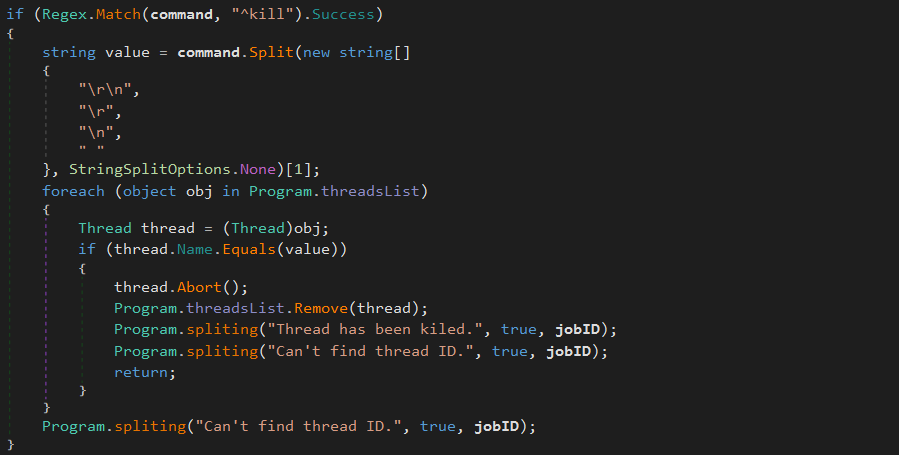 if (Regex.Match(command, "^kill").Success)
{
    string value = command.Split(new string[]
    {
        "\r\n",
        "\r",
        "\n",
        " "
    }, StringSplitOptions.None)[1];
    foreach (object obj in Program.threadsList)
    {
        Thread thread = (Thread)obj;
        if (thread.Name.Equals(value))
        {
            thread.Abort();
            Program.threadsList.Remove(thread);
            Program.spliting("Thread has been kiled.", true, jobID);
            Program.spliting("Can't find thread ID.", true, jobID);
            return;
        }
    }
    Program.spliting("Can't find thread ID.", true, jobID);
}